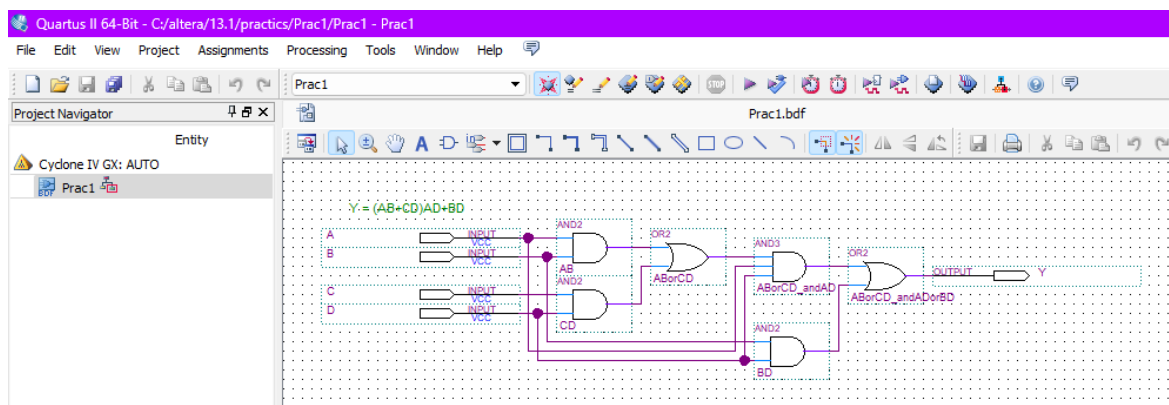 Quartus II 64-Bit - C:/altera/13.1/practics/Prac1/Prac1 - Prac1
File Edit View Project Assignments Processing Tools Window Help
Prac1
STOP
Project Navigator
Prac1.bdf
Entity
Cyclone IV GX: AUTO
BDF Prac1
Y = (AB+CD)AD+BD
A INPUT VCC
B INPUT VCC
AND2
AB
OR2
ABorCD
AND3
ABorCD_andAD
OR2
ABorCD_andADorBD
OUTPUT Y
C INPUT VCC
D INPUT VCC
AND2
CD
AND2
BD